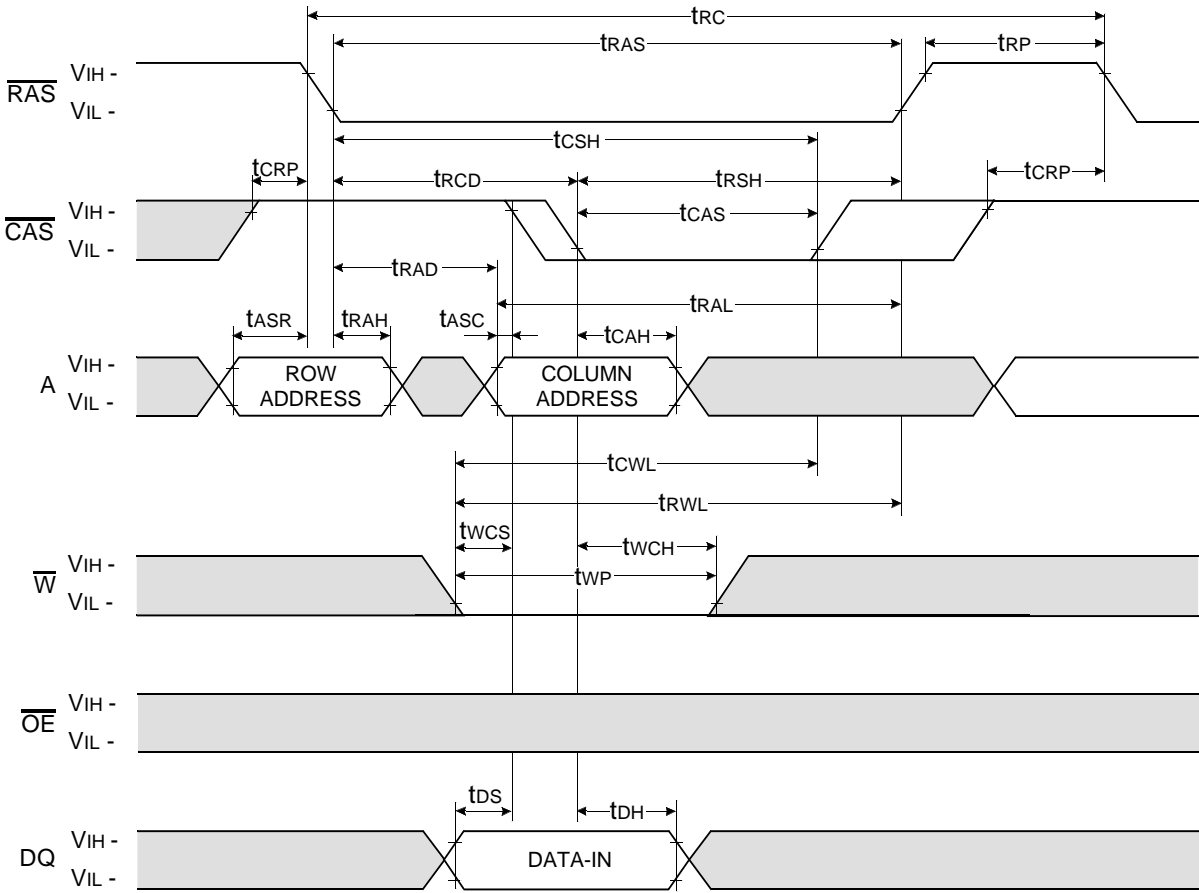 tRC
tRAS tRP
RAS VIH -
VIL -
tCSH
tCRP tRCD tRSH tCRP
CAS VIH -
VIL -
tCAS
tRAD
tRAL
tASR tRAH tASC tCAH
A VIH -
VIL -
ROW
ADDRESS
COLUMN
ADDRESS
tCWL
tRWL
tWCS tWCH
W VIH -
VIL -
tWP
OE VIH -
VIL -
tDS tDH
DQ VIH -
VIL -
DATA-IN